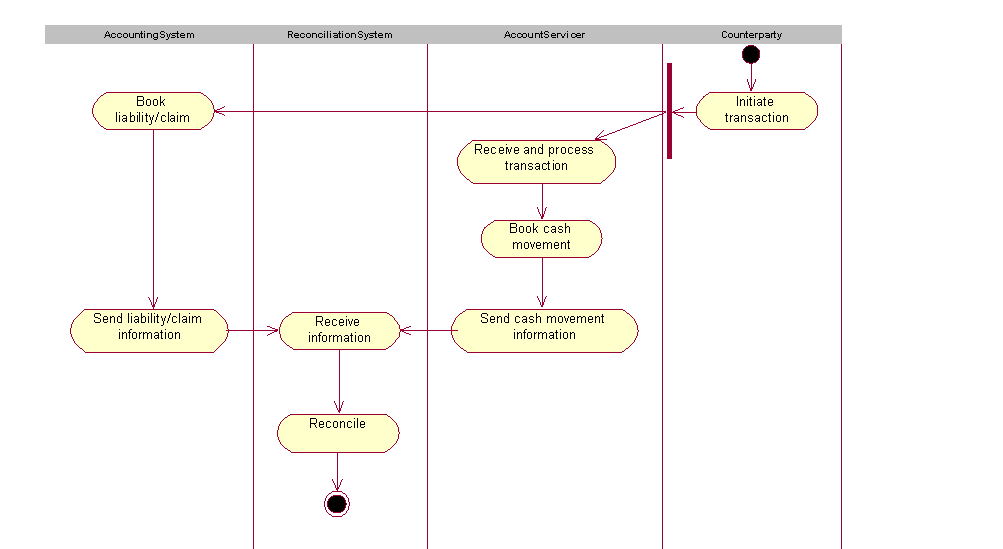 AccountingSystem
ReconciliationSystem
AccountServicer
Counterparty
Book
liability/claim
Initiate
transaction
Receive and process
transaction
Book cash
movement
Send liability/claim
information
Receive
information
Send cash movement
information
Reconcile